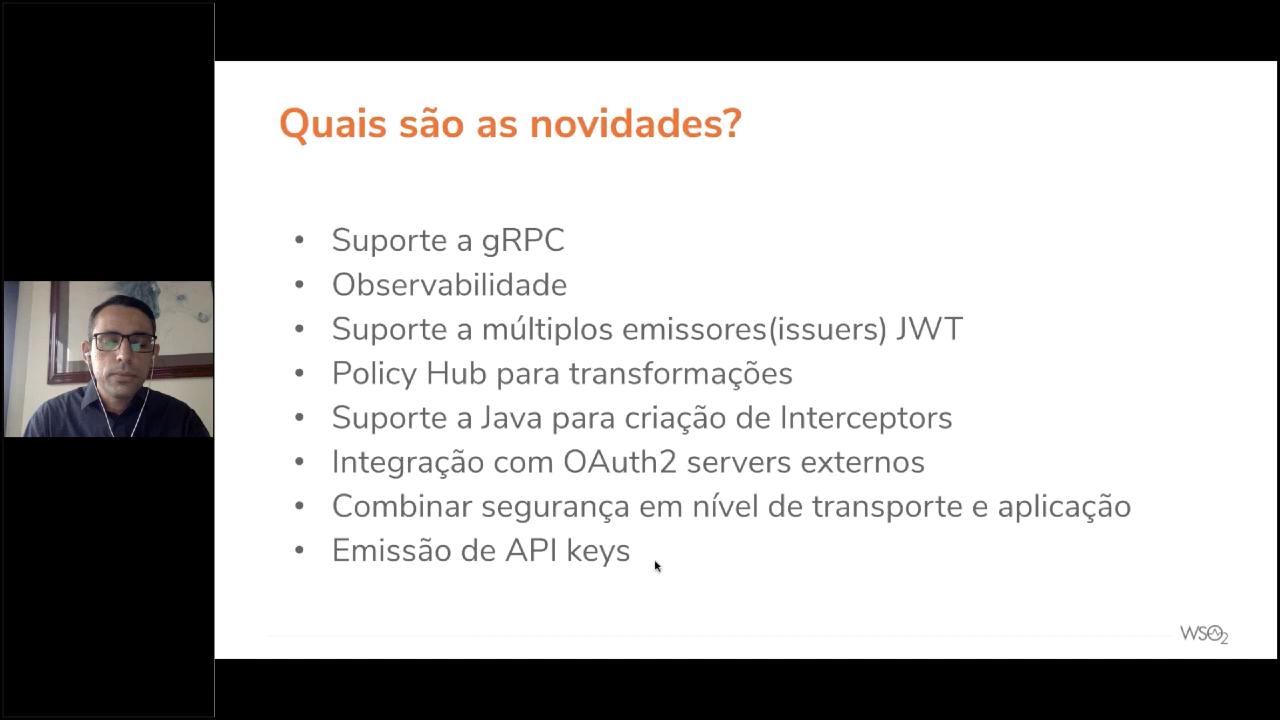 Quais são as novidades?
• Suporte a gRPC
• Observabilidade
• Suporte a múltiplos emissores(issuers) JWT
• Policy Hub para transformações
• Suporte a Java para criação de Interceptors
• Integração com OAuth2 servers externos
• Combinar segurança em nível de transporte e aplicação
• Emissão de API keys
WSO2